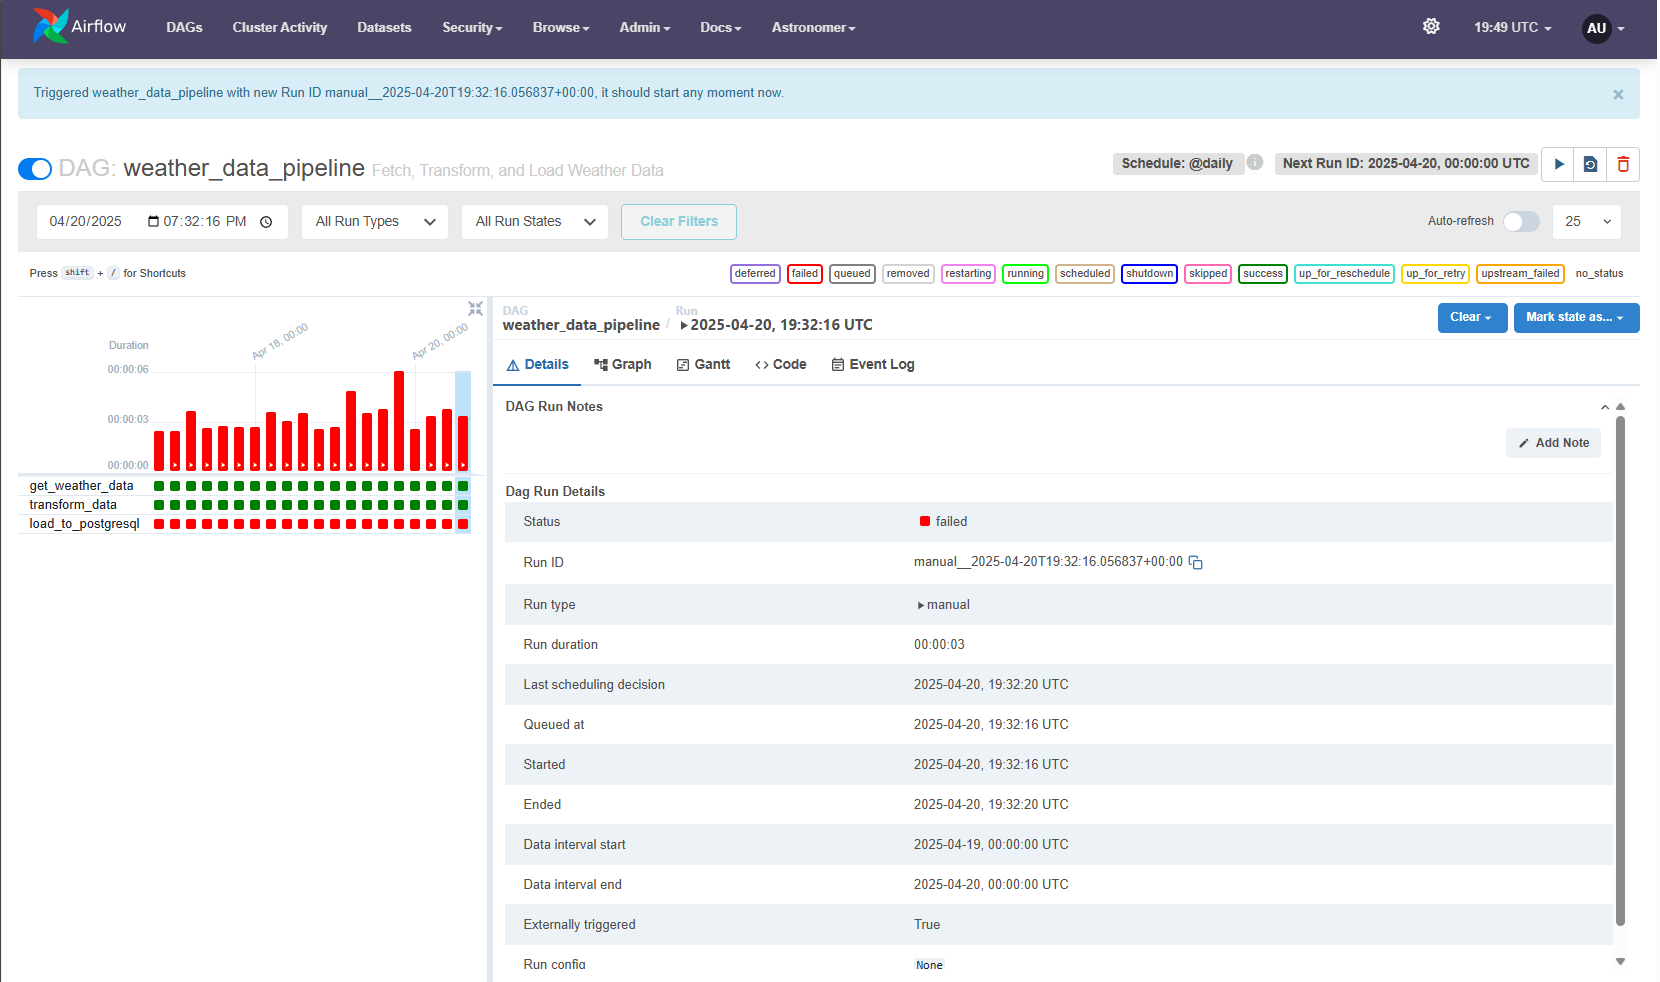 Airflow DAGs Cluster Activity Datasets Security Browse Admin Docs Astronomer 19:49 UTC AU
Triggered weather_data_pipeline with new Run ID manual__2025-04-20T19:32:16.056837+00:00, it should start any moment now. ×
DAG: weather_data_pipeline Fetch, Transform, and Load Weather Data Schedule: @daily i Next Run ID: 2025-04-20, 00:00:00 UTC
04/20/2025 07:32:16 PM All Run Types All Run States Clear Filters Auto-refresh 25
Press shift + / for Shortcuts deferred failed queued removed restarting running scheduled shutdown skipped success up_for_reschedule up_for_retry upstream_failed no_status
Duration
Apr 18, 00:00 Apr 20, 00:00
00:00:06
00:00:03
00:00:00
get_weather_data
transform_data
load_to_postgresql
DAG Run
weather_data_pipeline / 2025-04-20, 19:32:16 UTC Clear Mark state as...
Details Graph Gantt Code Event Log
DAG Run Notes
Add Note
Dag Run Details
Status failed
Run ID manual__2025-04-20T19:32:16.056837+00:00
Run type manual
Run duration 00:00:03
Last scheduling decision 2025-04-20, 19:32:20 UTC
Queued at 2025-04-20, 19:32:16 UTC
Started 2025-04-20, 19:32:16 UTC
Ended 2025-04-20, 19:32:20 UTC
Data interval start 2025-04-19, 00:00:00 UTC
Data interval end 2025-04-20, 00:00:00 UTC
Externally triggered True
Run config None